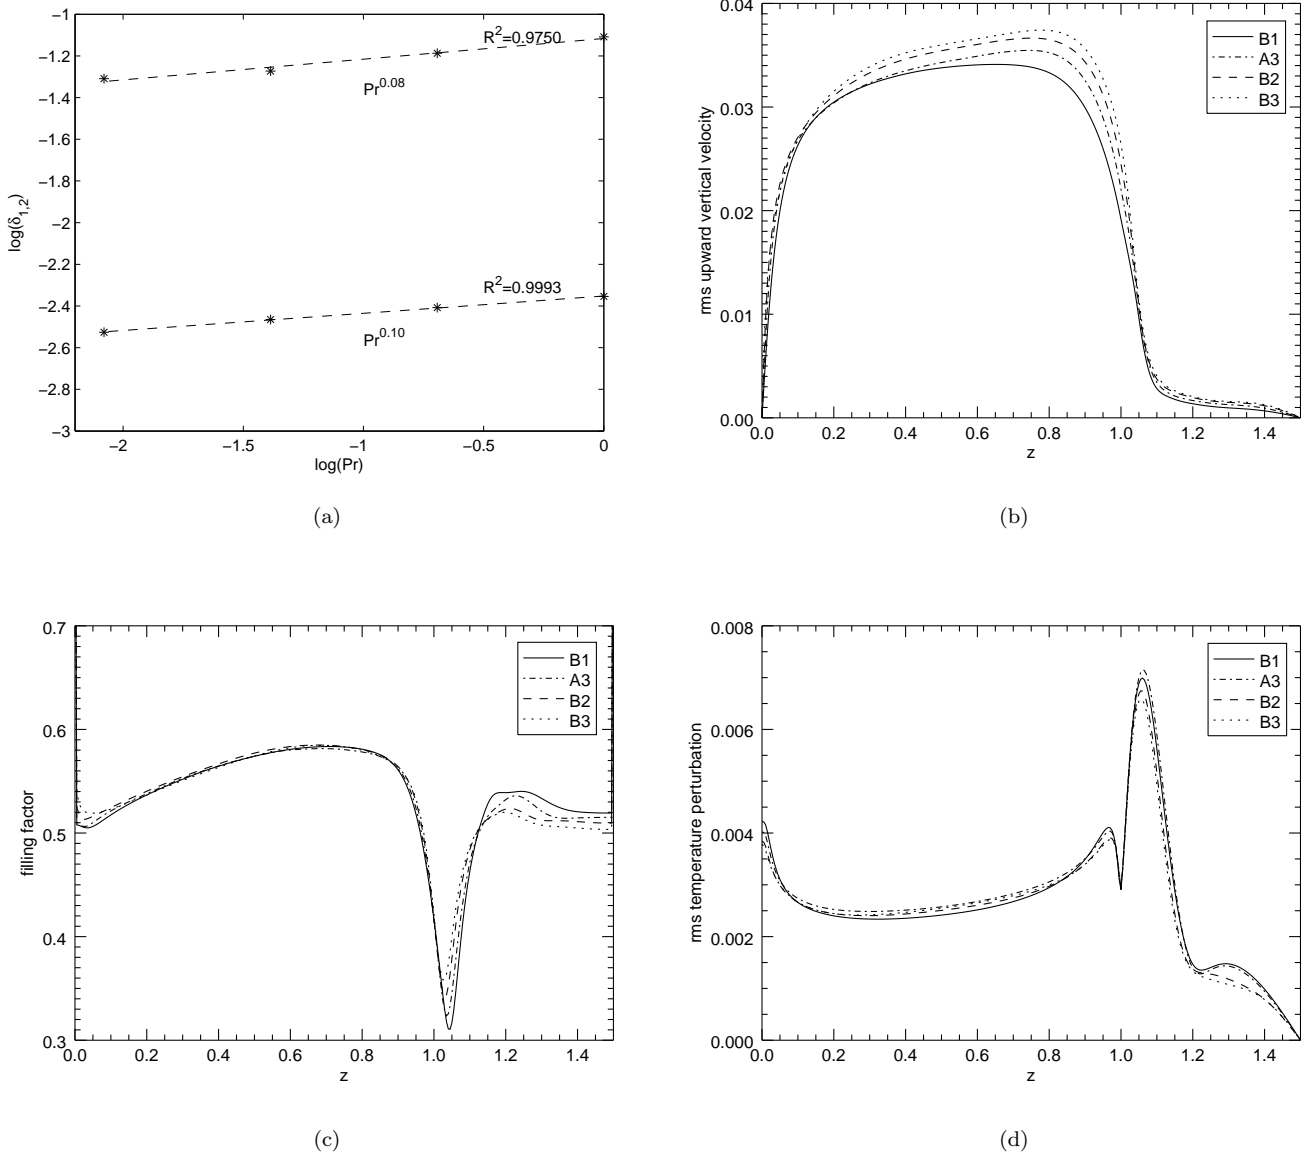 −1
−1.2
−1.4
−1.6
−1.8
−2
−2.2
−2.4
−2.6
−2.8
−3
−2
−1.5
−1
−0.5
0
log(Pr)
log(δ1,2)
R2=0.9750
Pr0.08
R2=0.9993
Pr0.10
(a)
0.04
0.03
0.02
0.01
0.00
0.0
0.2
0.4
0.6
0.8
1.0
1.2
1.4
z
rms upward vertical velocity
B1
A3
B2
B3
(b)
0.7
0.6
0.5
0.4
0.3
0.0
0.2
0.4
0.6
0.8
1.0
1.2
1.4
z
filling factor
B1
A3
B2
B3
(c)
0.008
0.006
0.004
0.002
0.000
0.0
0.2
0.4
0.6
0.8
1.0
1.2
1.4
z
rms temperature perturbation
B1
A3
B2
B3
(d)